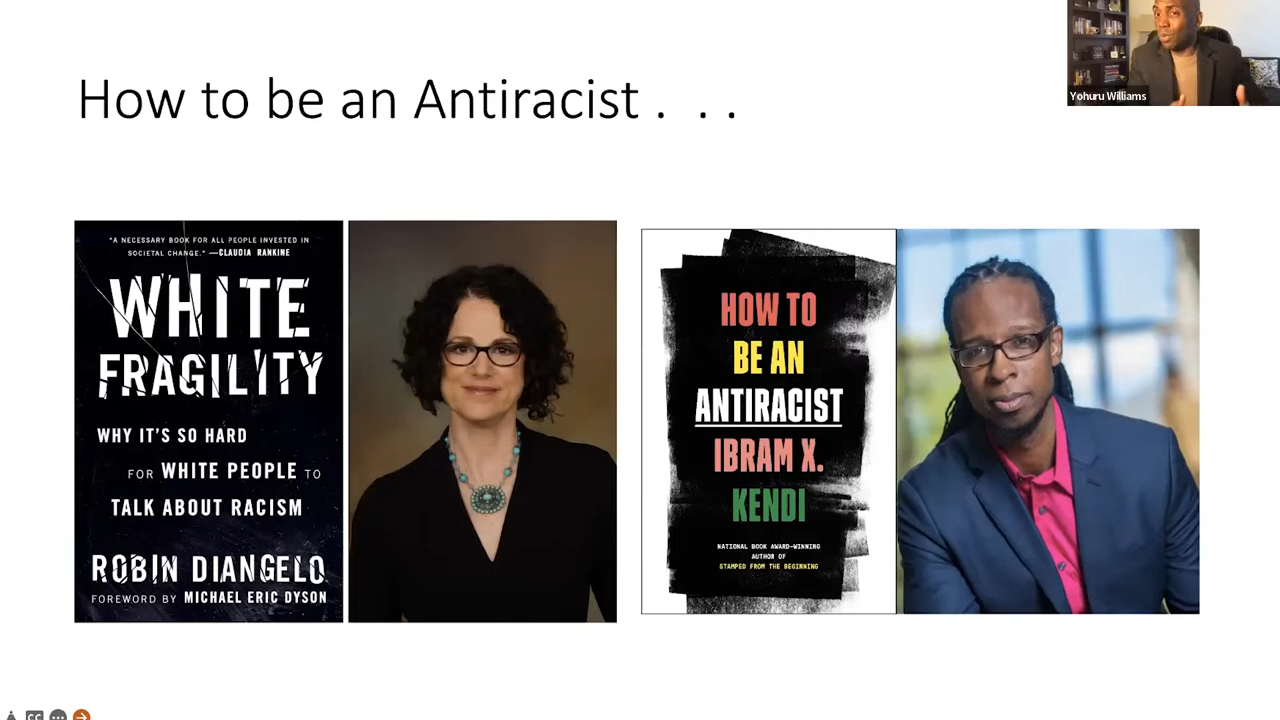 How to be an Antiracist . . .
Yohuru Williams
"A NECESSARY BOOK FOR ALL PEOPLE INVESTED IN
SOCIETAL CHANGE." —CLAUDIA RANKINE
WHITE
FRAGILITY
WHY IT'S SO HARD
FOR WHITE PEOPLE TO
TALK ABOUT RACISM
ROBIN DIANGELO
FOREWORD BY MICHAEL ERIC DYSON
HOW TO
BE AN
ANTIRACIST
IBRAM X.
KENDI
NATIONAL BOOK AWARD-WINNING
AUTHOR OF
STAMPED FROM THE BEGINNING
CC